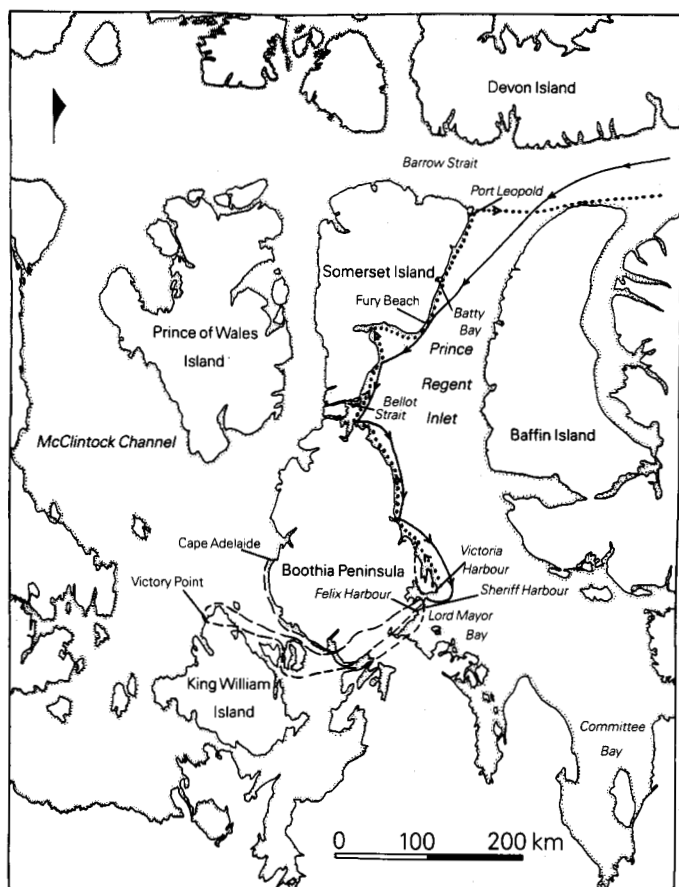 Devon Island
Barrow Strait
Port Leopold
Somerset Island
Fury Beach
Batty
Bay
Prince of Wales
Island
Prince
Regent
Inlet
Bellot
Strait
McClintock Channel
Baffin Island
Cape Adelaide
Victory Point
Boothia Peninsula
Victoria
Harbour
Felix Harbour
Sheriff Harbour
Lord Mayor
Bay
King William
Island
Committee
Bay
0 100 200 km